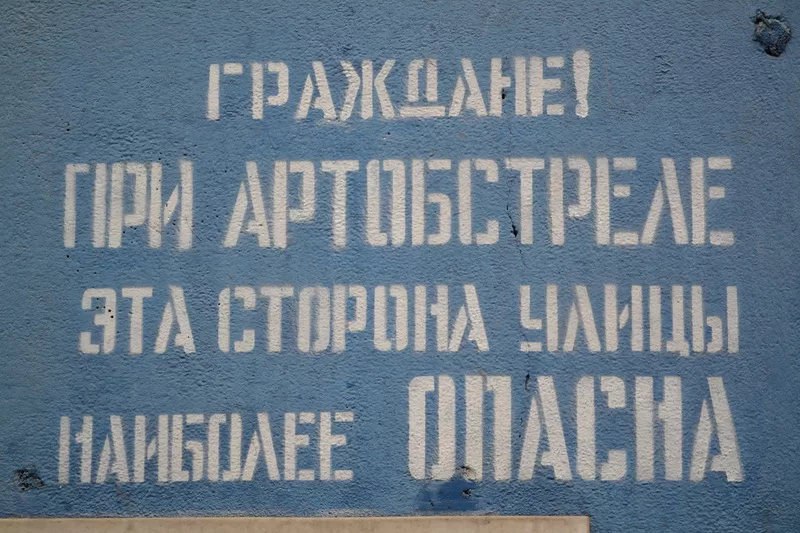 ГРАЖДАНЕ!
ПРИ АРТОБСТРЕЛЕ
ЭТА СТОРОНА УЛИЦЫ
НАИБОЛЕЕ ОПАСНА